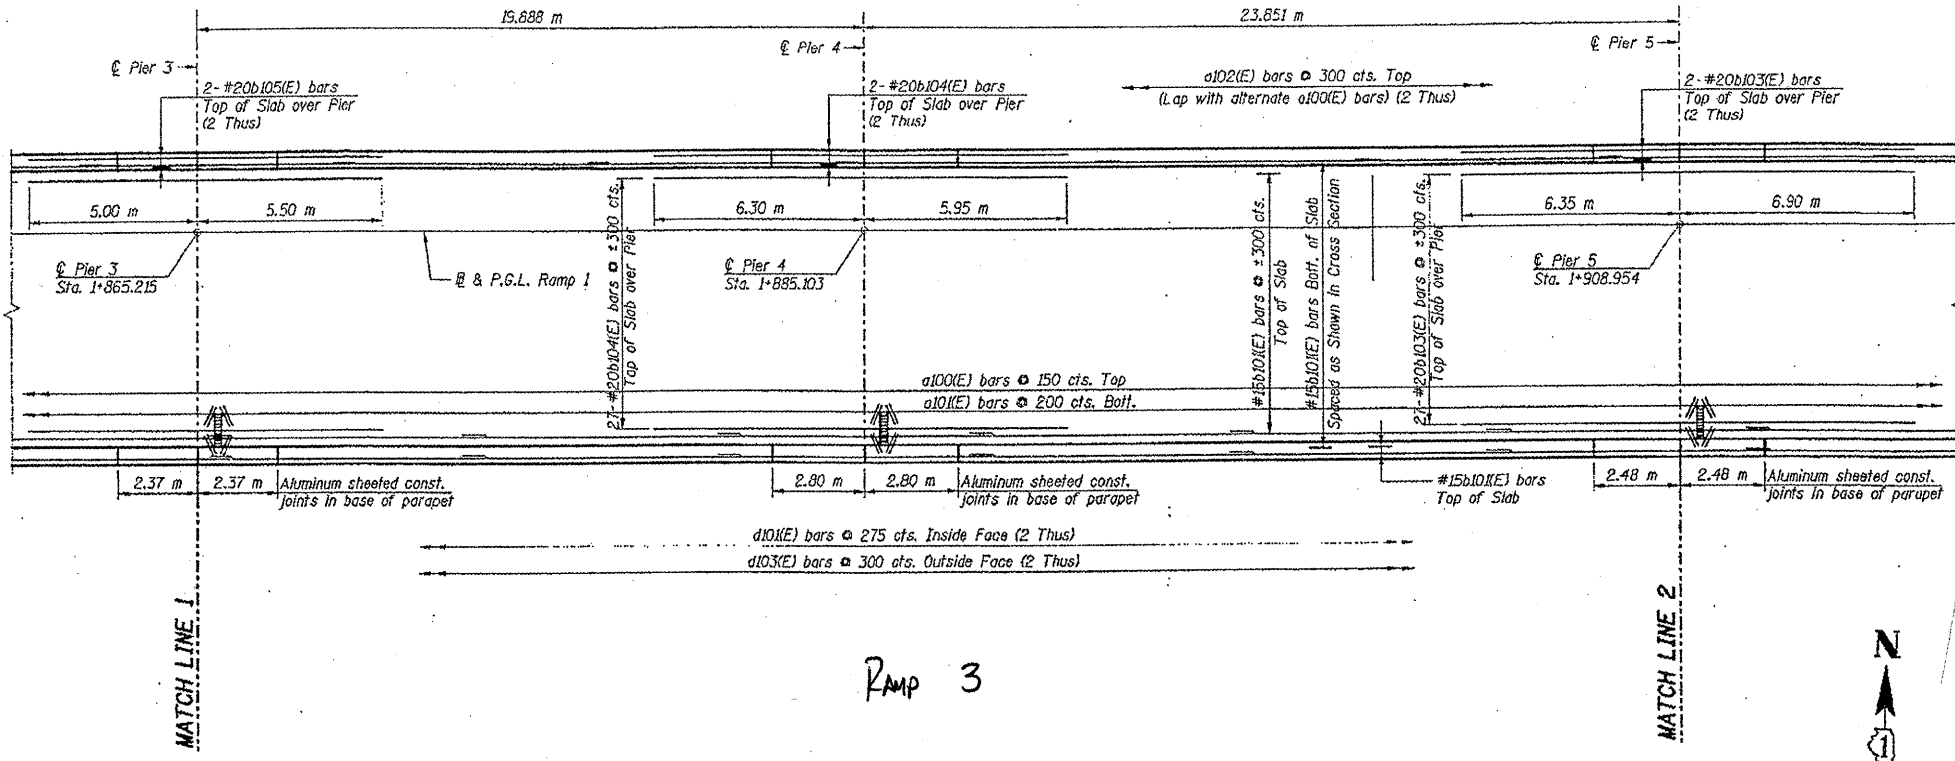 19.888 m
23.851 m
℄ Pier 3
℄ Pier 4
℄ Pier 5
2- #20b105(E) bars
Top of Slab over Pier
(2 Thus)
2- #20b104(E) bars
Top of Slab over Pier
(2 Thus)
a102(E) bars @ 300 cts. Top
(Lap with alternate a100(E) bars) (2 Thus)
2- #20b103(E) bars
Top of Slab over Pier
(2 Thus)
5.00 m
5.50 m
6.30 m
5.95 m
6.35 m
6.90 m
℄ Pier 3
Sta. 1+865.215
℄ & P.G.L. Ramp 1
27-#20b104(E) bars @ ±300 cts.
Top of Slab over Pier
℄ Pier 4
Sta. 1+885.103
#15b101(E) bars @ ±300 cts.
Top of Slab
#15b101(E) bars Bott. of Slab
Spaced as Shown in Cross Section
27-#20b103(E) bars @ ±300 cts.
Top of Slab over Pier
℄ Pier 5
Sta. 1+908.954
a100(E) bars @ 150 cts. Top
a101(E) bars @ 200 cts. Bott.
2.37 m
2.37 m
Aluminum sheeted const.
joints in base of parapet
2.80 m
2.80 m
Aluminum sheeted const.
joints in base of parapet
#15b101(E) bars
Top of Slab
2.48 m
2.48 m
Aluminum sheeted const.
joints in base of parapet
d101(E) bars @ 275 cts. Inside Face (2 Thus)
d103(E) bars @ 300 cts. Outside Face (2 Thus)
MATCH LINE 1
MATCH LINE 2
RAMP 3
N
1